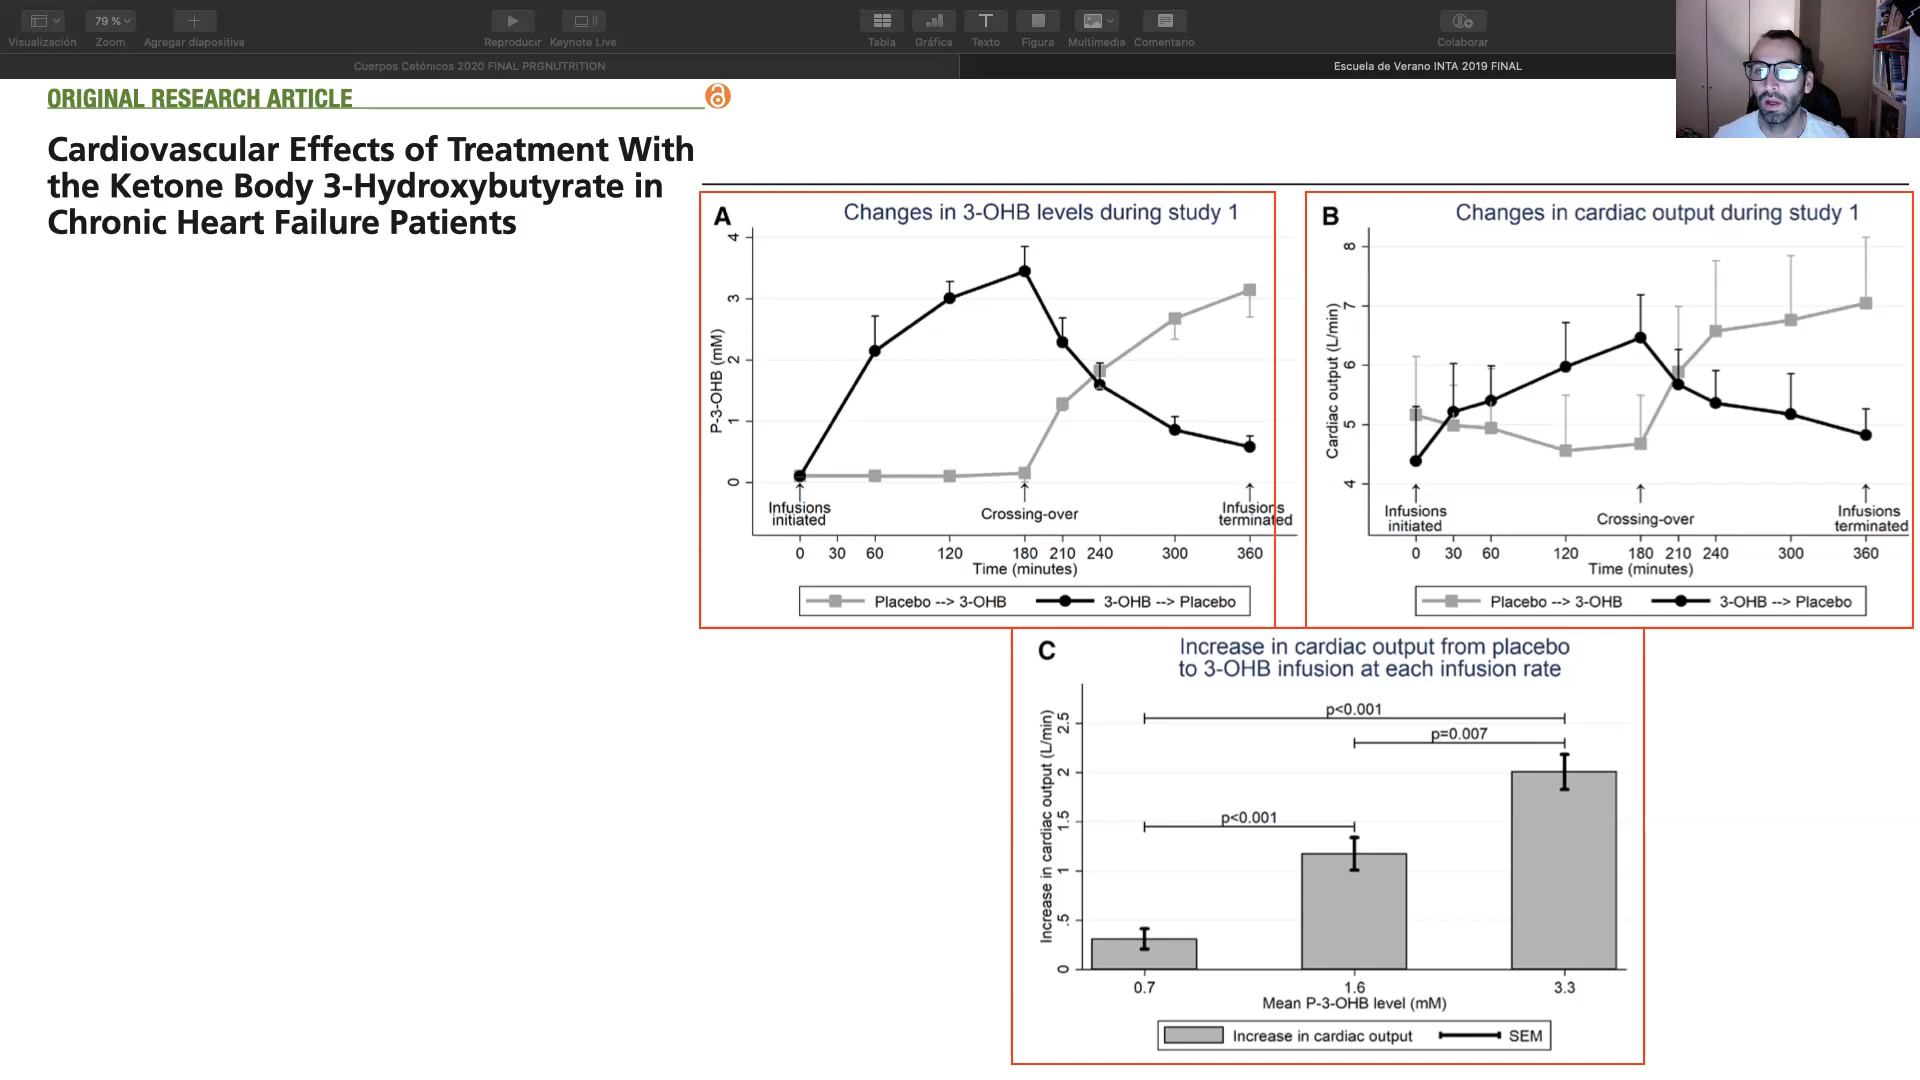 79 %
Visualización
Zoom
Agregar diapositiva
Reproducir
Keynote Live
Tabla
Gráfica
Texto
Figura
Multimedia
Comentario
Colaborar
Cuerpos Cetónicos 2020 FINAL PRGNUTRITION
Escuela de Verano INTA 2019 FINAL
ORIGINAL RESEARCH ARTICLE
Cardiovascular Effects of Treatment With
the Ketone Body 3-Hydroxybutyrate in
Chronic Heart Failure Patients
A
Changes in 3-OHB levels during study 1
P-3-OHB (mM)
4
3
2
1
0
Infusions
initiated
Crossing-over
Infusions
terminated
0 30 60 120 180 210 240 300 360
Time (minutes)
Placebo --> 3-OHB
3-OHB --> Placebo
B
Changes in cardiac output during study 1
Cardiac output (L/min)
8
7
6
5
4
Infusions
initiated
Crossing-over
Infusions
terminated
0 30 60 120 180 210 240 300 360
Time (minutes)
Placebo --> 3-OHB
3-OHB --> Placebo
C
Increase in cardiac output from placebo
to 3-OHB infusion at each infusion rate
Increase in cardiac output (L/min)
2.5
2
1.5
1
.5
0
p<0.001
p=0.007
p<0.001
0.7 1.6 3.3
Mean P-3-OHB level (mM)
Increase in cardiac output
SEM